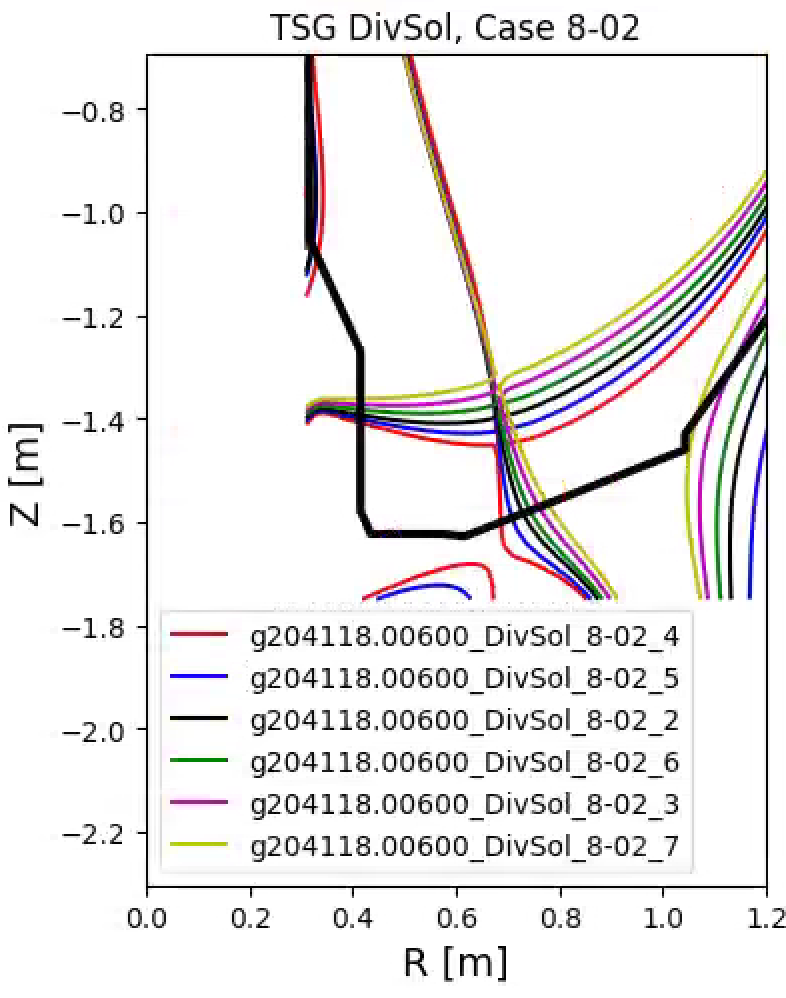 TSG DivSol, Case 8-02
−0.8
−1.0
−1.2
−1.4
−1.6
−1.8
−2.0
−2.2
Z [m]
g204118.00600_DivSol_8-02_4
g204118.00600_DivSol_8-02_5
g204118.00600_DivSol_8-02_2
g204118.00600_DivSol_8-02_6
g204118.00600_DivSol_8-02_3
g204118.00600_DivSol_8-02_7
0.0 0.2 0.4 0.6 0.8 1.0 1.2
R [m]